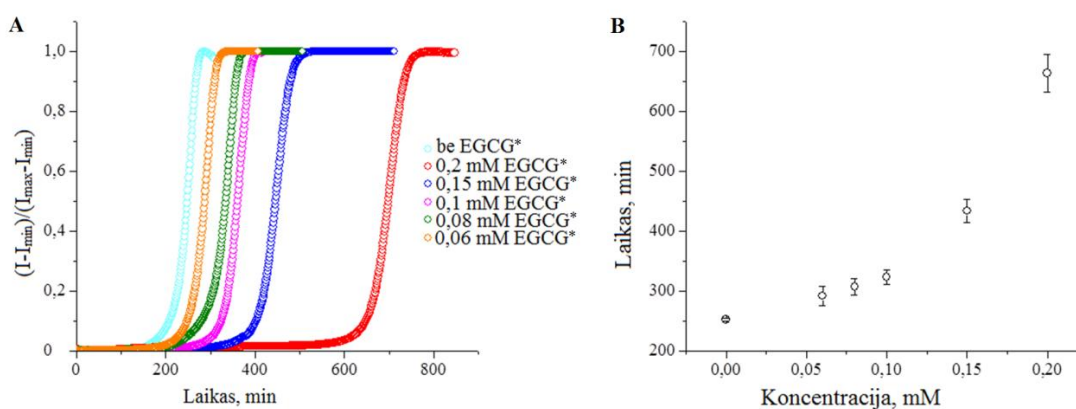 A
(I-Imin)/(Imax-Imin)
1,0
0,8
0,6
0,4
0,2
0
0
200
400
600
800
Laikas, min
be EGCG*
0,2 mM EGCG*
0,15 mM EGCG*
0,1 mM EGCG*
0,08 mM EGCG*
0,06 mM EGCG*
B
Laikas, min
700
600
500
400
300
200
0,00
0,05
0,10
0,15
0,20
Koncentracija, mM